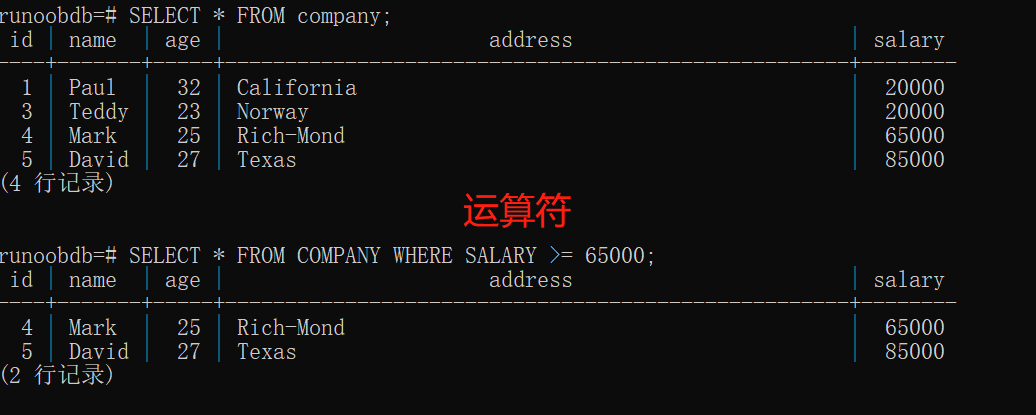 runoobdb=# SELECT * FROM company;
 id | name  | age |                      address                       | salary
----+-------+-----+----------------------------------------------------+--------
  1 | Paul  |  32 | California                                         |  20000
  3 | Teddy |  23 | Norway                                             |  20000
  4 | Mark  |  25 | Rich-Mond                                          |  65000
  5 | David |  27 | Texas                                              |  85000
(4 行记录)
运算符
runoobdb=# SELECT * FROM COMPANY WHERE SALARY >= 65000;
 id | name  | age |                      address                       | salary
----+-------+-----+----------------------------------------------------+--------
  4 | Mark  |  25 | Rich-Mond                                          |  65000
  5 | David |  27 | Texas                                              |  85000
(2 行记录)